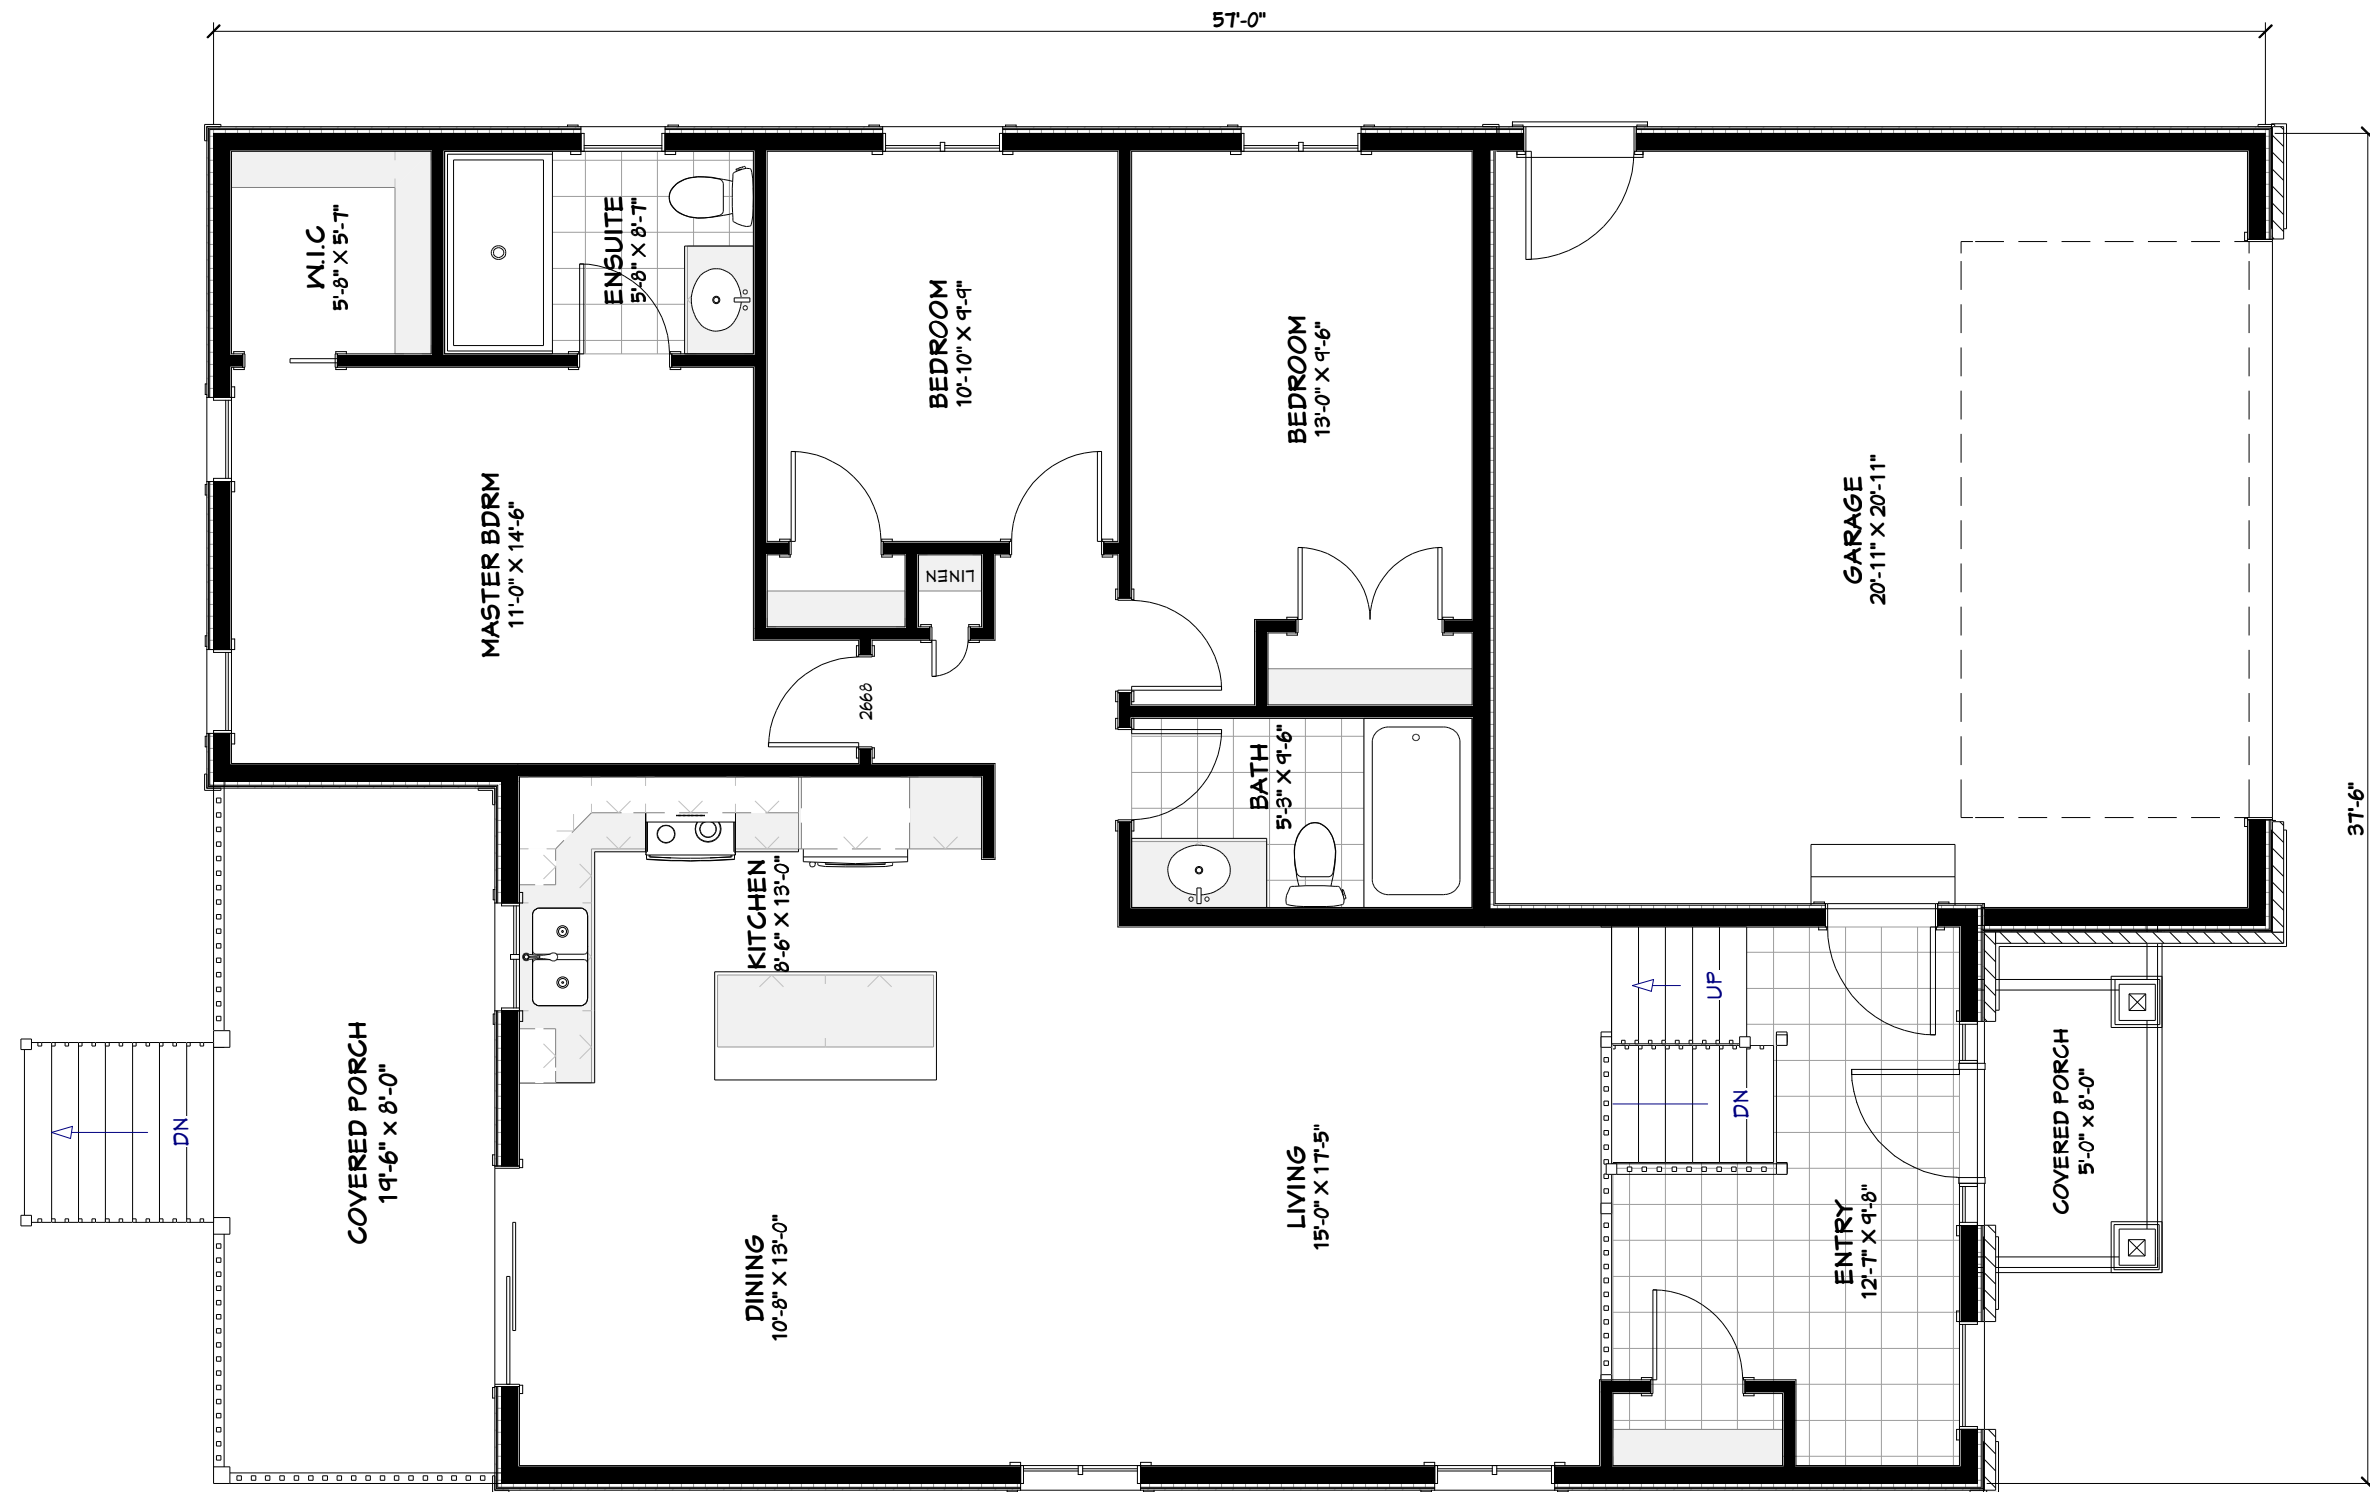 57'-0"
W.I.C
5'-8" X 5'-7"
ENSUITE
5'-8" X 8'-7"
BEDROOM
10'-10" X 9'-9"
BEDROOM
13'-0" X 9'-6"
GARAGE
20'-11" X 20'-11"
MASTER BDRM
11'-0" X 14'-6"
LINEN
2668
BATH
5'-3" X 9'-6"
37'-6"
KITCHEN
8'-6" X 13'-0"
UP
DN
DN
COVERED PORCH
19'-6" x 8'-0"
COVERED PORCH
5'-0" x 8'-0"
DINING
10'-8" X 13'-0"
LIVING
15'-0" X 17'-5"
ENTRY
12'-7" X 9'-8"